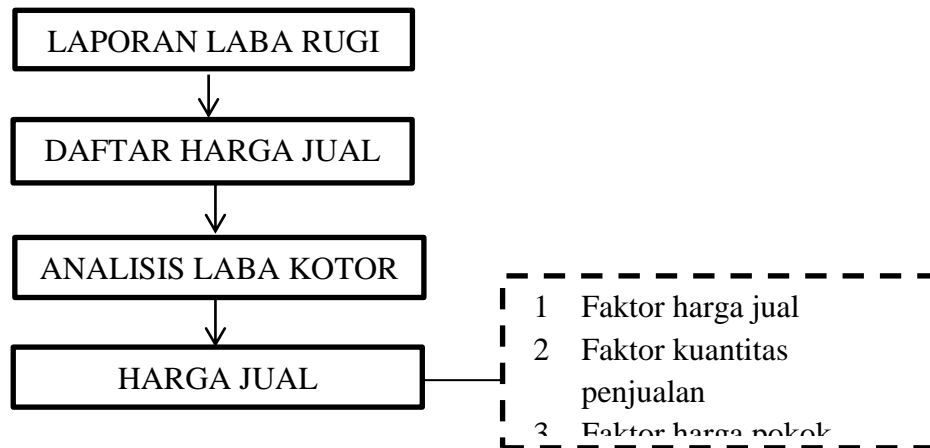 LAPORAN LABA RUGI
DAFTAR HARGA JUAL
ANALISIS LABA KOTOR
HARGA JUAL
1 Faktor harga jual
2 Faktor kuantitas
penjualan
3 Faktor harga pokok